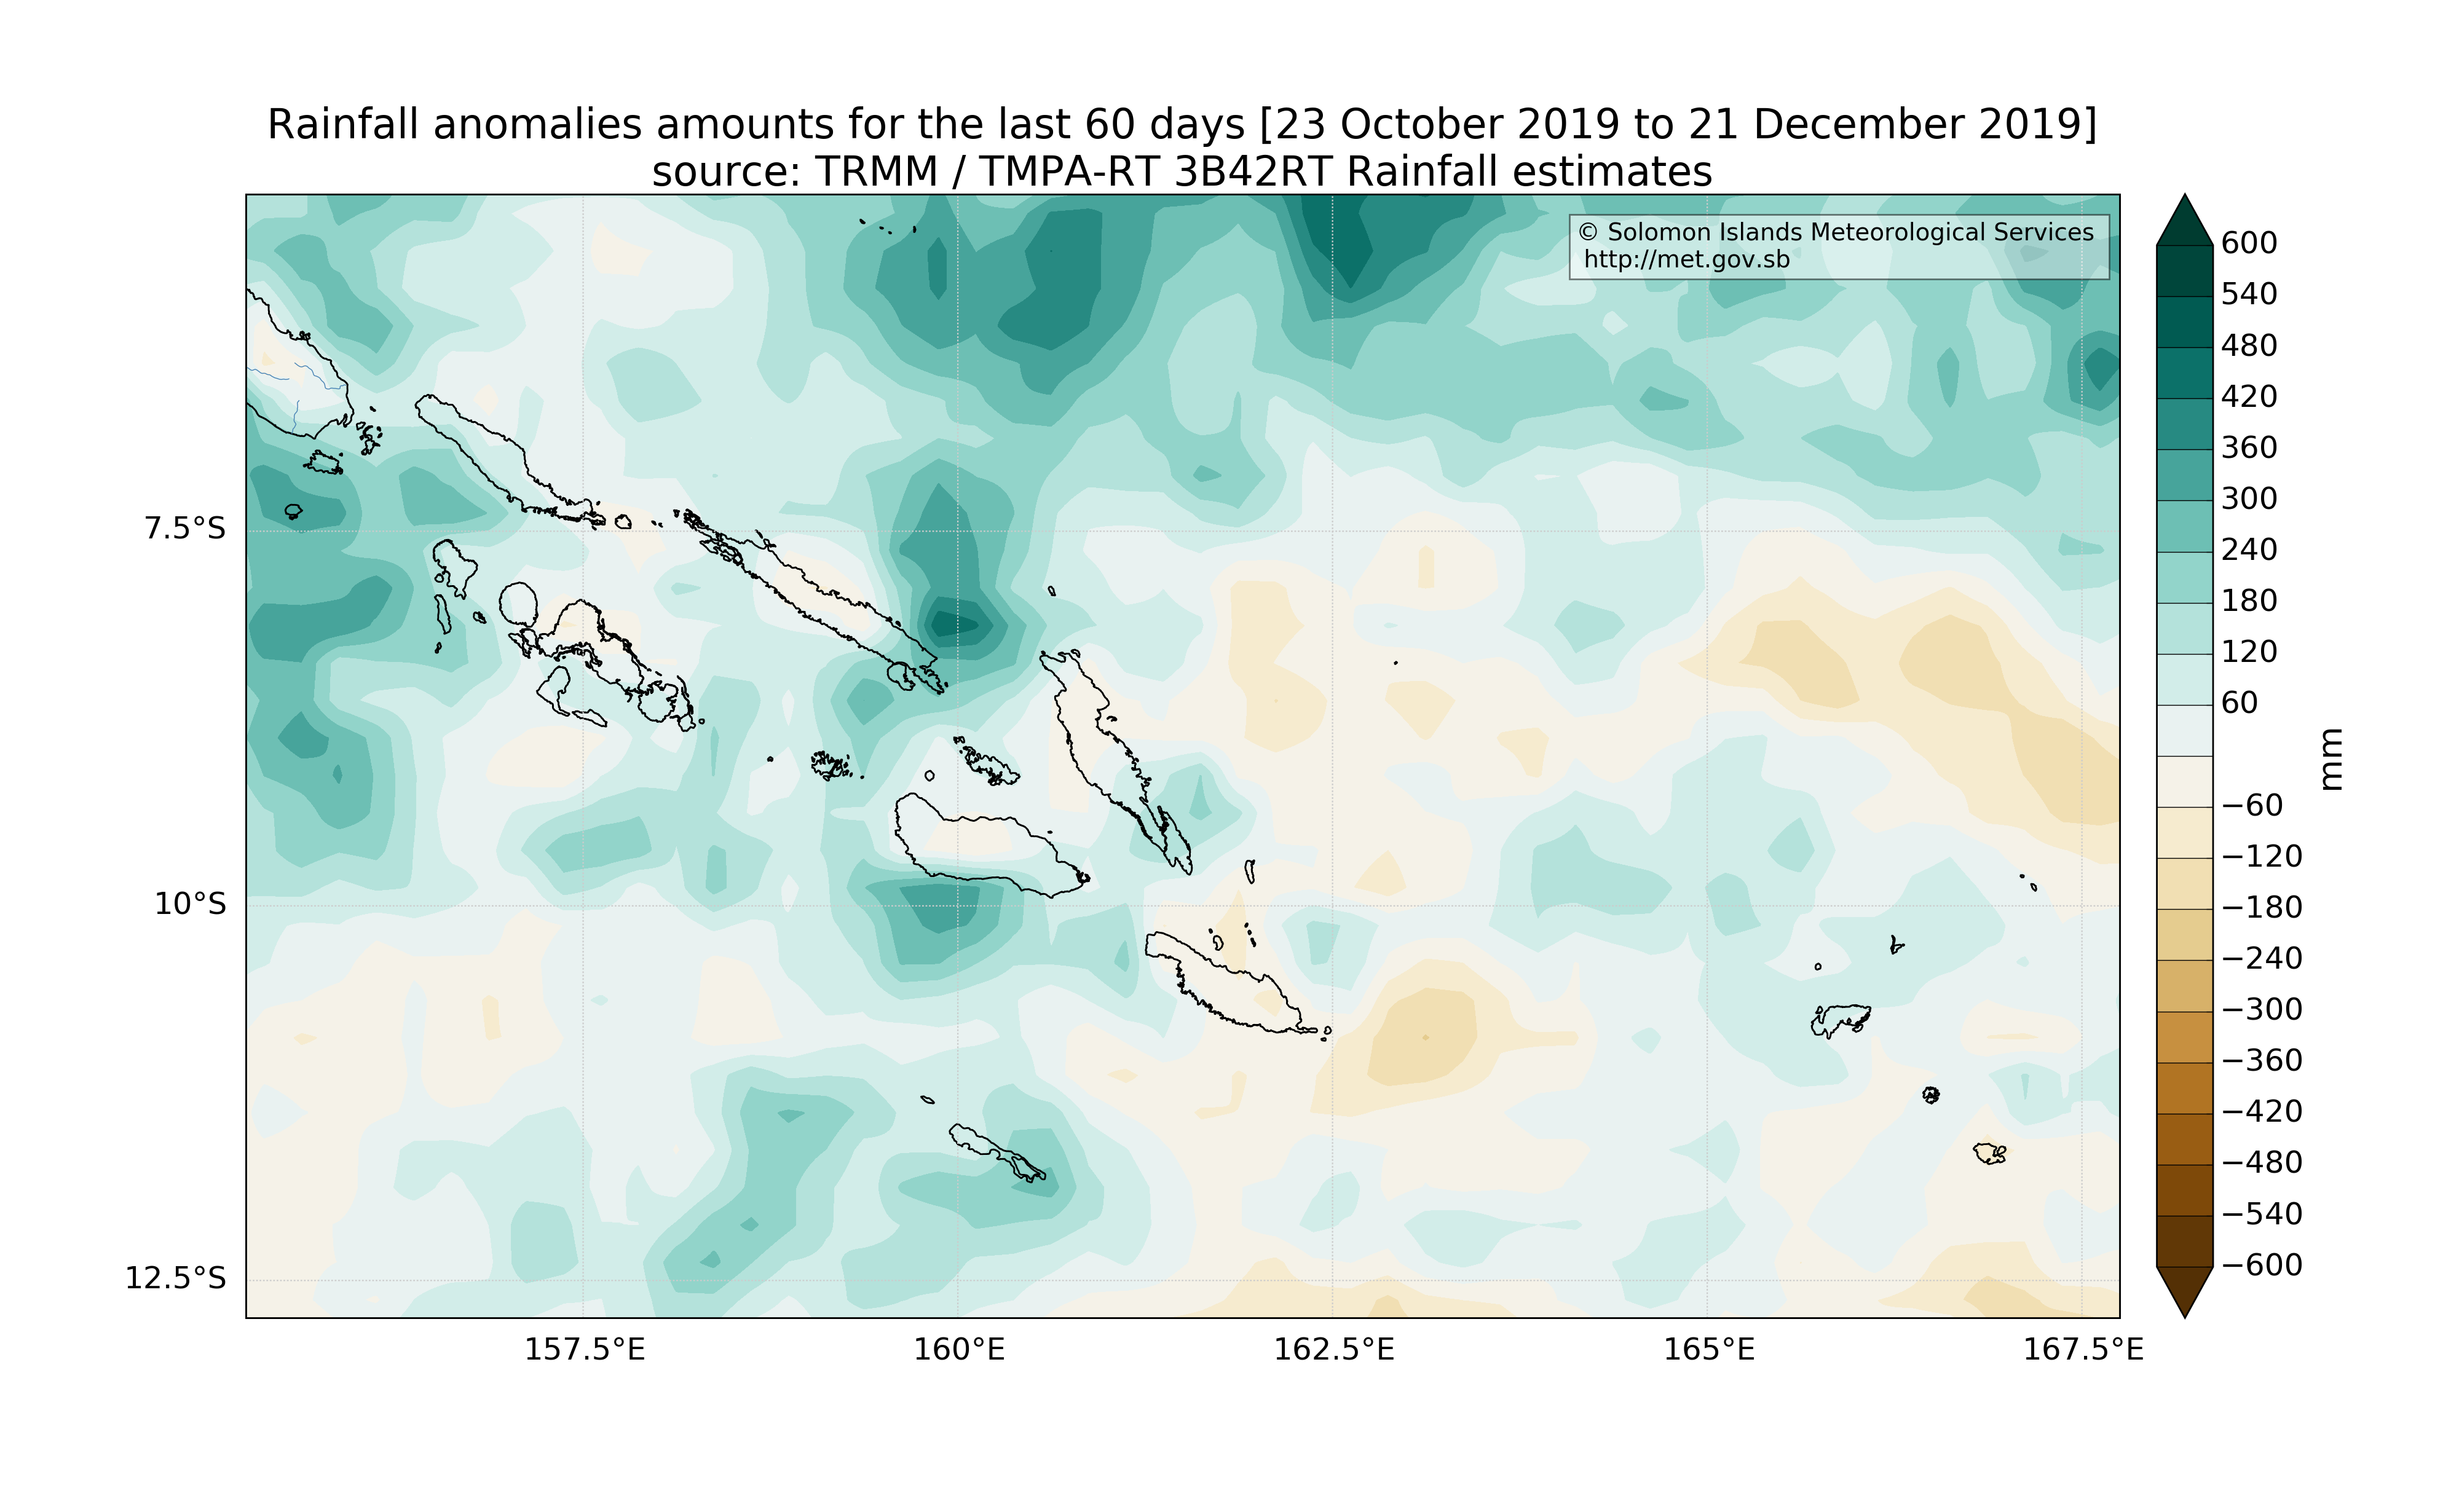 Rainfall anomalies amounts for the last 60 days [23 October 2019 to 21 December 2019]
source: TRMM / TMPA-RT 3B42RT Rainfall estimates
© Solomon Islands Meteorological Services
http://met.gov.sb
7.5°S
10°S
12.5°S
157.5°E
160°E
162.5°E
165°E
167.5°E
600
540
480
420
360
300
240
180
120
60
−60
−120
−180
−240
−300
−360
−420
−480
−540
−600
mm